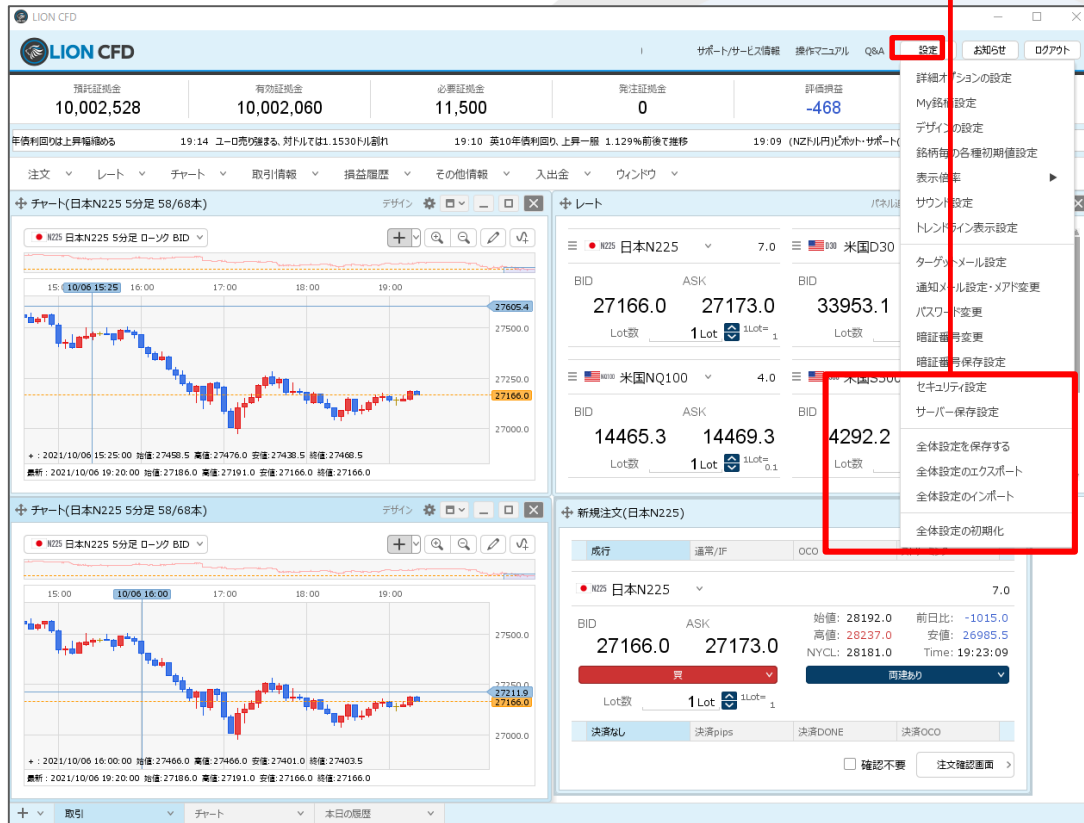 LION CFD
LION CFD
サポート/サービス情報 操作マニュアル Q&A 設定 お知らせ ログアウト
預託証拠金 有効証拠金 必要証拠金 発注証拠金 評価損益
10,002,528 10,002,060 11,500 0 -468
年債利回りは上昇幅縮める 19:14 ユーロ売り強まる、対ドルでは1.1530ドル割れ 19:10 英10年債利回り、上昇一服 1.129%前後で推移 19:09 (NZドル円)ピボット・サポート(
注文 レート チャート 取引情報 損益履歴 その他情報 入出金 ウィンドウ
詳細オプションの設定
My銘柄設定
デザインの設定
銘柄毎の各種初期値設定
表示倍率
サウンド設定
トレンドライン表示設定
ターゲットメール設定
通知メール設定・メアド変更
パスワード変更
暗証番号変更
暗証番号保存設定
セキュリティ設定
サーバー保存設定
全体設定を保存する
全体設定のエクスポート
全体設定のインポート
全体設定の初期化
チャート(日本N225 5分足 58/68本) デザイン
N225 日本N225 5分足 ローソク BID
10/06 15:25 16:00 17:00 18:00 19:00
27605.4
27500.0
27250.0
27166.0
27000.0
+ : 2021/10/06 15:25:00 始値:27458.5 高値:27476.0 安値:27438.5 終値:27468.5
最新 : 2021/10/06 19:20:00 始値:27186.0 高値:27191.0 安値:27166.0 終値:27166.0
レート
N225 日本N225 7.0 D30 米国D30
BID ASK BID
27166.0 27173.0 33953.1
Lot数 1 Lot 1Lot= 1 Lot数
NQ100 米国NQ100 4.0 米国S500
BID ASK BID
14465.3 14469.3 4292.2
Lot数 1 Lot 1Lot= 0.1 Lot数
チャート(日本N225 5分足 58/68本) デザイン
N225 日本N225 5分足 ローソク BID
15:00 10/06 16:00 17:00 18:00 19:00
27500.0
27250.0
27211.9
27166.0
27000.0
+ : 2021/10/06 16:00:00 始値:27466.0 高値:27466.0 安値:27401.0 終値:27403.5
最新 : 2021/10/06 19:20:00 始値:27186.0 高値:27191.0 安値:27166.0 終値:27166.0
新規注文(日本N225)
成行 通常/IF OCO
N225 日本N225 7.0
BID ASK
27166.0 27173.0
始値: 28192.0 前日比: -1015.0
高値: 28237.0 安値: 26985.5
NYCL: 28181.0 Time: 19:23:09
買 両建あり
Lot数 1 Lot 1Lot= 1
決済なし 決済pips 決済DONE 決済OCO
確認不要 注文確認画面
取引 チャート 本日の履歴